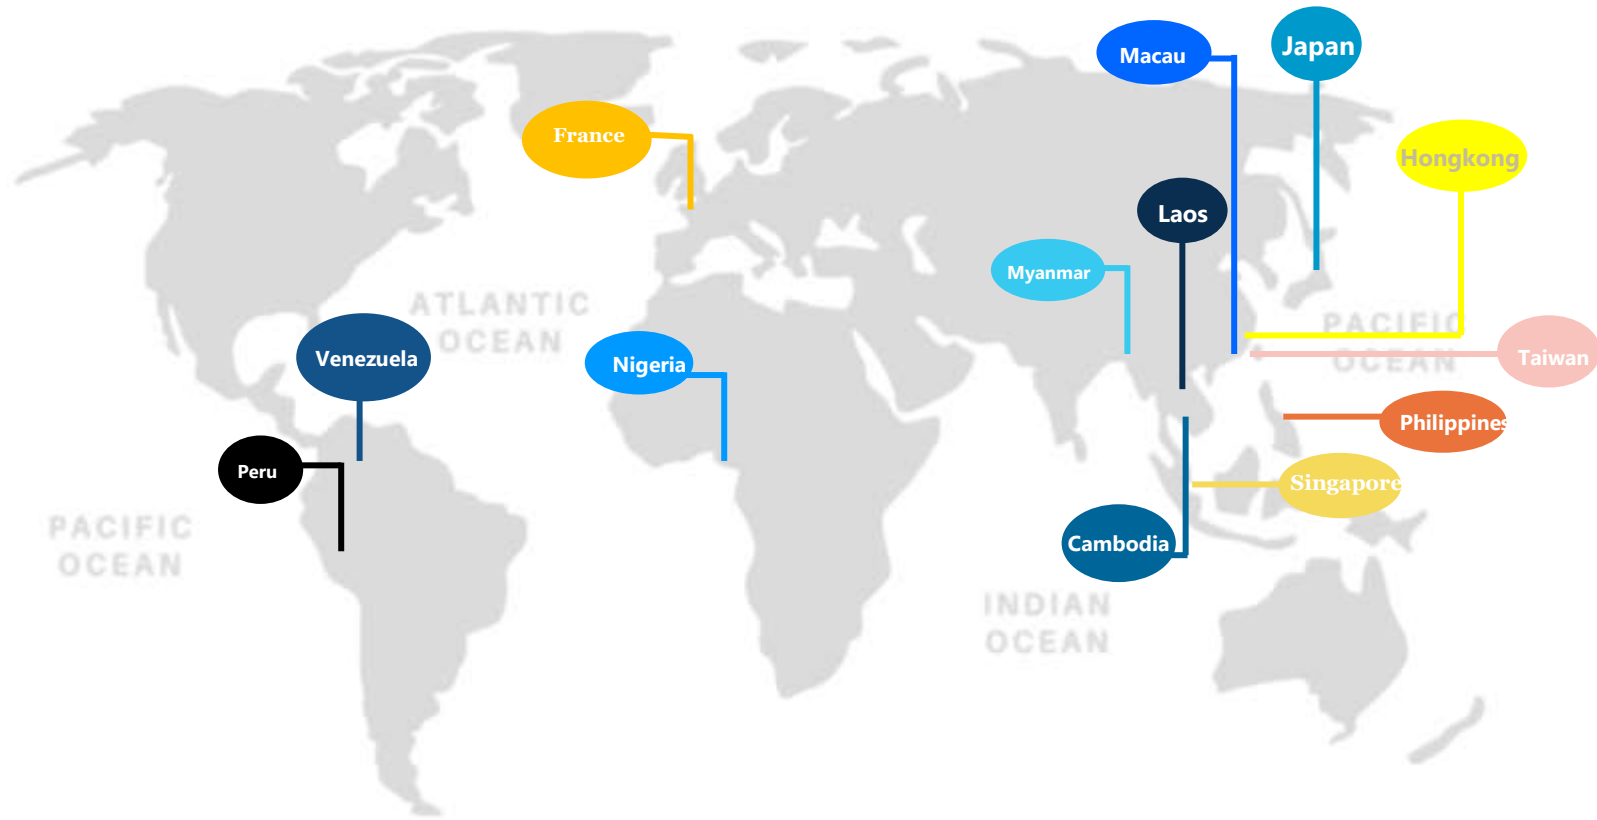 Macau
Japan
France
Hongkong
Laos
Myanmar
ATLANTIC
OCEAN
PACIFIC
OCEAN
Venezuela
Nigeria
Taiwan
Philippines
Peru
Singapore
PACIFIC
OCEAN
Cambodia
INDIAN
OCEAN